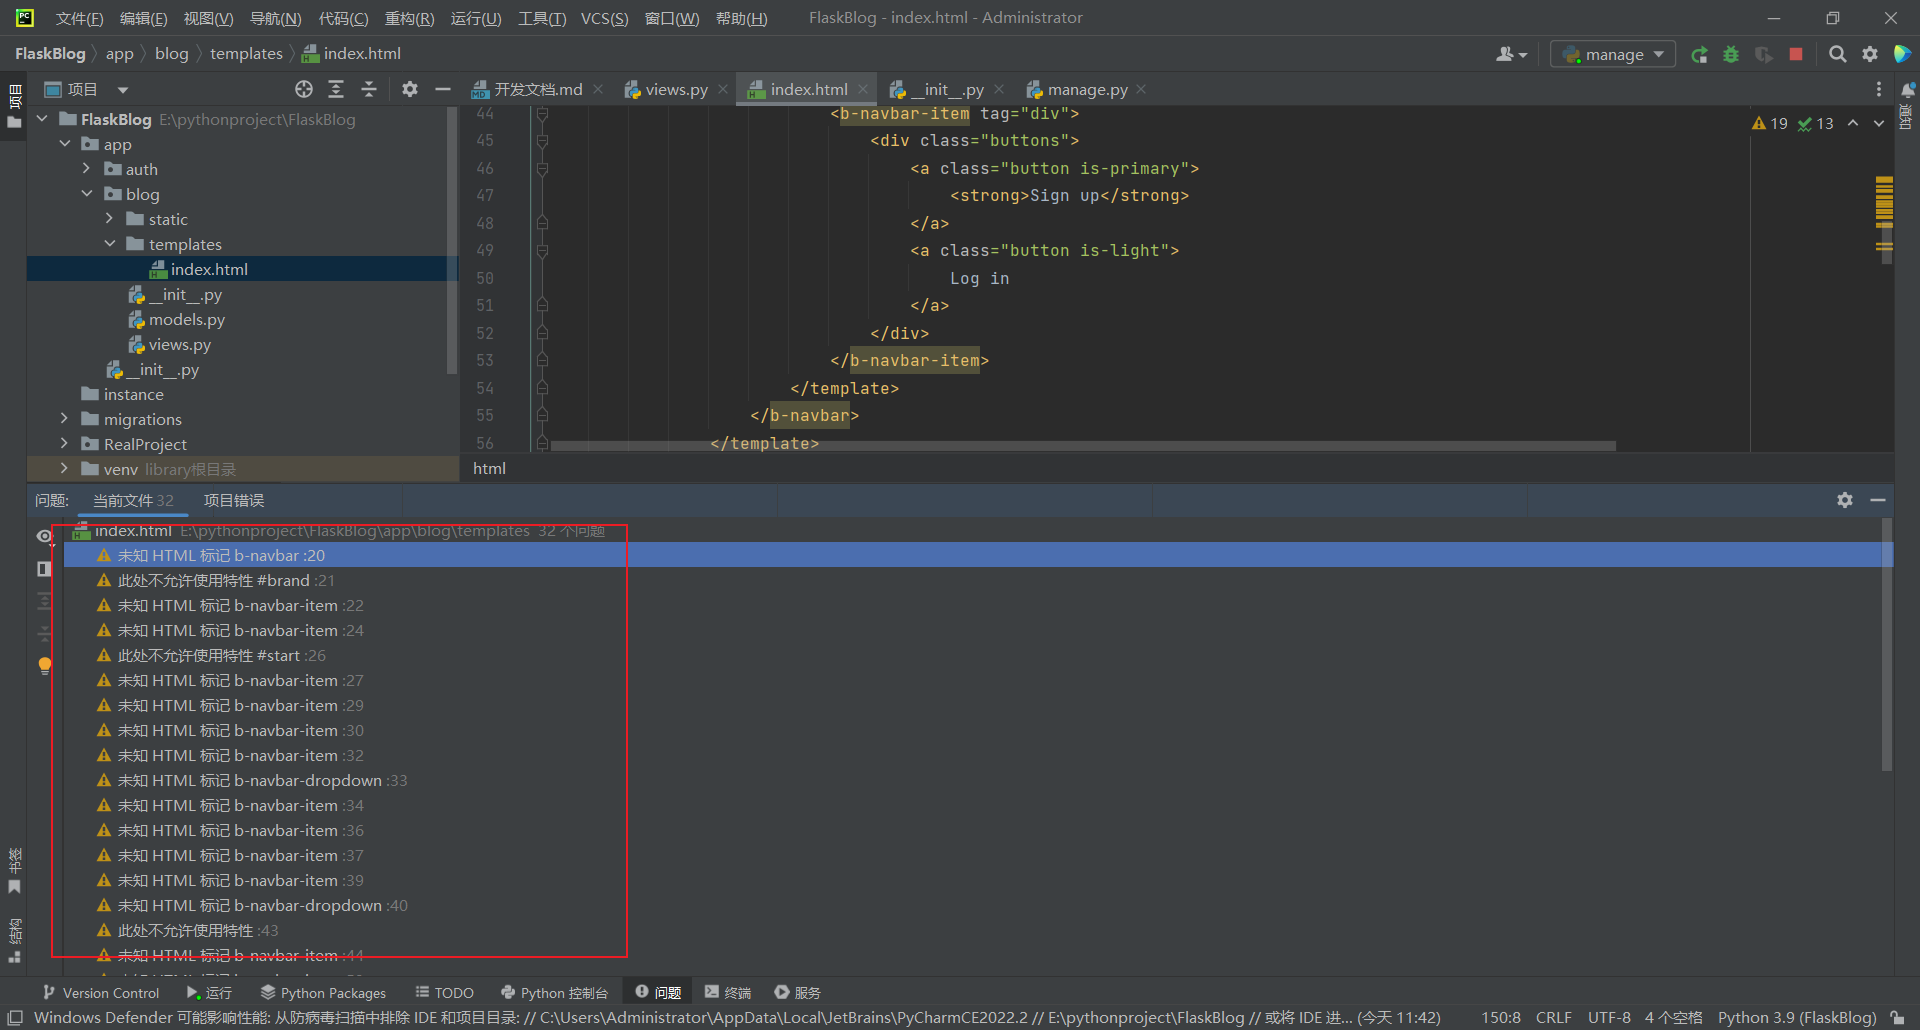 文件(F) 编辑(E) 视图(V) 导航(N) 代码(C) 重构(R) 运行(U) 工具(T) VCS(S) 窗口(W) 帮助(H) FlaskBlog - index.html - Administrator
FlaskBlog app blog templates index.html manage
项目 开发文档.md views.py index.html __init__.py manage.py
项目
通知
FlaskBlog E:\pythonproject\FlaskBlog
app
auth
blog
static
templates
index.html
__init__.py
models.py
views.py
__init__.py
instance
migrations
RealProject
venv library根目录
19 13
44 <b-navbar-item tag="div">
45 <div class="buttons">
46 <a class="button is-primary">
47 <strong>Sign up</strong>
48 </a>
49 <a class="button is-light">
50 Log in
51 </a>
52 </div>
53 </b-navbar-item>
54 </template>
55 </b-navbar>
56 </template>
html
问题: 当前文件 32 项目错误
index.html E:\pythonproject\FlaskBlog\app\blog\templates 32 个问题
未知 HTML 标记 b-navbar :20
此处不允许使用特性 #brand :21
未知 HTML 标记 b-navbar-item :22
未知 HTML 标记 b-navbar-item :24
此处不允许使用特性 #start :26
未知 HTML 标记 b-navbar-item :27
未知 HTML 标记 b-navbar-item :29
未知 HTML 标记 b-navbar-item :30
未知 HTML 标记 b-navbar-item :32
未知 HTML 标记 b-navbar-dropdown :33
未知 HTML 标记 b-navbar-item :34
未知 HTML 标记 b-navbar-item :36
未知 HTML 标记 b-navbar-item :37
未知 HTML 标记 b-navbar-item :39
未知 HTML 标记 b-navbar-dropdown :40
此处不允许使用特性 :43
未知 HTML 标记 b-navbar-item :44
书签
结构
Version Control 运行 Python Packages TODO Python 控制台 问题 终端 服务
Windows Defender 可能影响性能: 从防病毒扫描中排除 IDE 和项目目录: // C:\Users\Administrator\AppData\Local\JetBrains\PyCharmCE2022.2 // E:\pythonproject\FlaskBlog // 或将 IDE 进... (今天 11:42) 150:8 CRLF UTF-8 4 个空格 Python 3.9 (FlaskBlog)